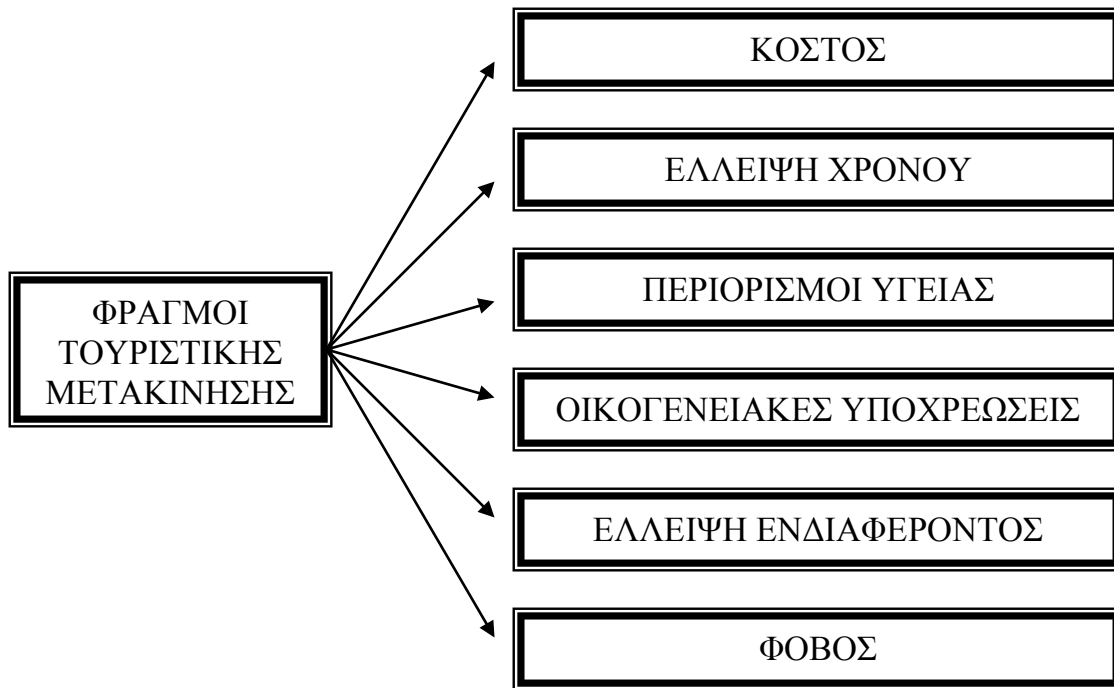 ΦΡΑΓΜΟΙ
ΤΟΥΡΙΣΤΙΚΗΣ
ΜΕΤΑΚΙΝΗΣΗΣ
ΚΟΣΤΟΣ
ΕΛΛΕΙΨΗ ΧΡΟΝΟΥ
ΠΕΡΙΟΡΙΣΜΟΙ ΥΓΕΙΑΣ
ΟΙΚΟΓΕΝΕΙΑΚΕΣ ΥΠΟΧΡΕΩΣΕΙΣ
ΕΛΛΕΙΨΗ ΕΝΔΙΑΦΕΡΟΝΤΟΣ
ΦΟΒΟΣ